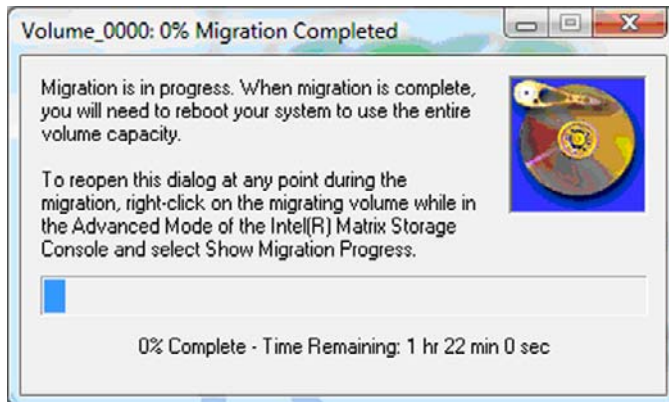 Volume_0000: 0% Migration Completed
Migration is in progress. When migration is complete,
you will need to reboot your system to use the entire
volume capacity.
To reopen this dialog at any point during the
migration, right-click on the migrating volume while in
the Advanced Mode of the Intel(R) Matrix Storage
Console and select Show Migration Progress.
0% Complete - Time Remaining: 1 hr 22 min 0 sec